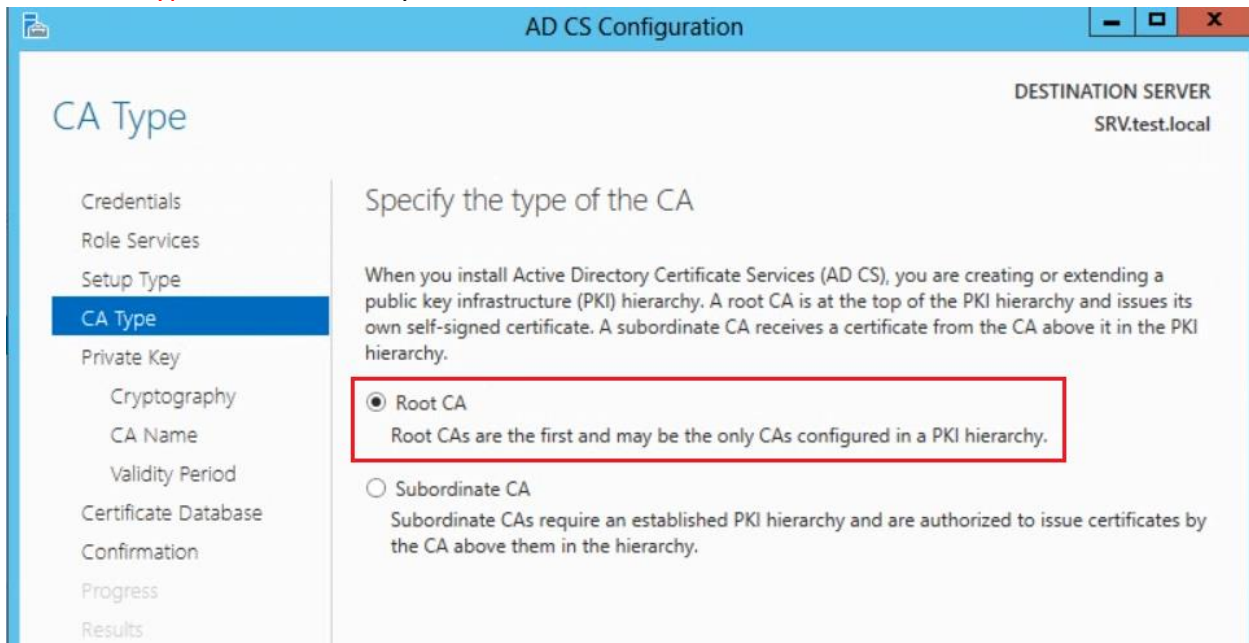 AD CS Configuration
CA Type
DESTINATION SERVER
SRV.test.local
Credentials
Role Services
Setup Type
CA Type
Private Key
Cryptography
CA Name
Validity Period
Certificate Database
Confirmation
Progress
Results
Specify the type of the CA
When you install Active Directory Certificate Services (AD CS), you are creating or extending a
public key infrastructure (PKI) hierarchy. A root CA is at the top of the PKI hierarchy and issues its
own self-signed certificate. A subordinate CA receives a certificate from the CA above it in the PKI
hierarchy.
Root CA
Root CAs are the first and may be the only CAs configured in a PKI hierarchy.
Subordinate CA
Subordinate CAs require an established PKI hierarchy and are authorized to issue certificates by
the CA above them in the hierarchy.